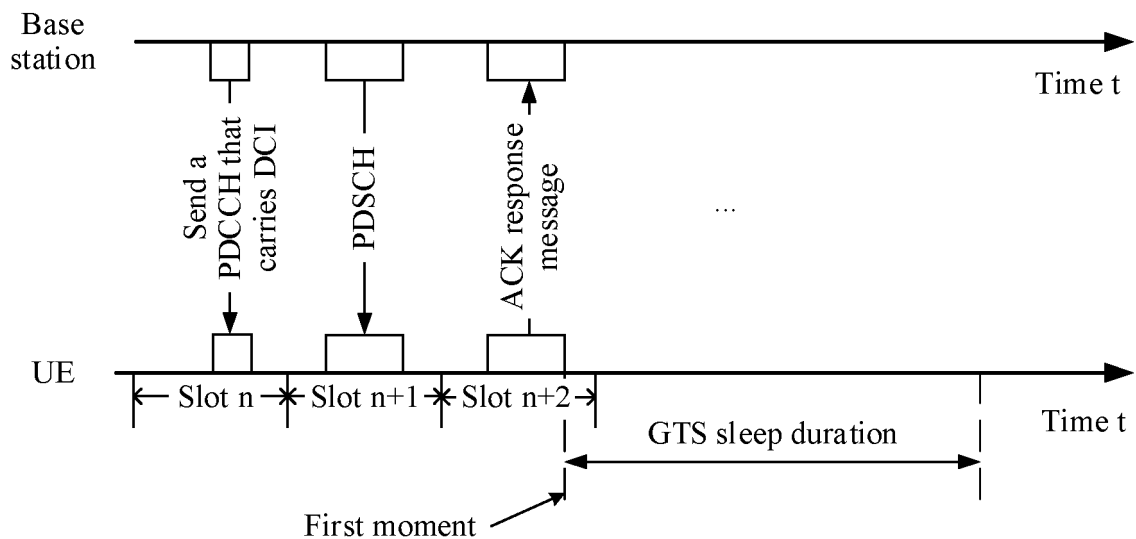 Base
station
Time t
Send a
PDCCH that
carries DCI
PDSCH
ACK response
message
...
UE
Slot n
Slot n+1
Slot n+2
Time t
GTS sleep duration
First moment